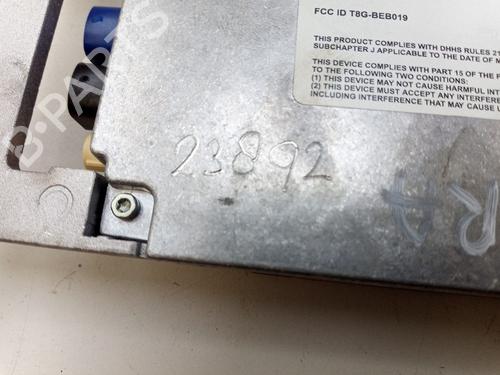 FCC ID T8G-BEB019
THIS PRODUCT COMPLIES WITH DHHS RULES 21
SUBCHAPTER J APPLICABLE TO THE DATE OF M
THIS DEVICE COMPLIES WITH PART 15 OF THE F
TO THE FOLLOWING TWO CONDITIONS:
(1) THIS DEVICE MAY NOT CAUSE HARMFUL INT
(2) THIS DEVICE MUST ACCEPT ANY INTERFERE
INCLUDING INTERFERENCE THAT MAY CAUSE U
23892
B-PARTS